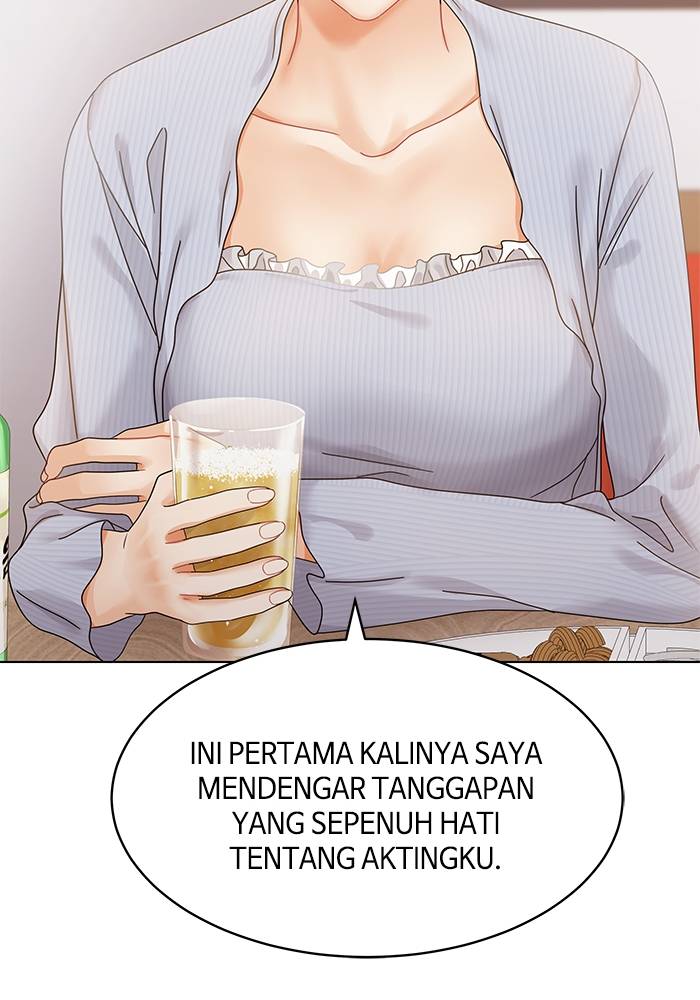 INI PERTAMA KALINYA SAYA
MENDENGAR TANGGAPAN
YANG SEPENUH HATI
TENTANG AKTINGKU.